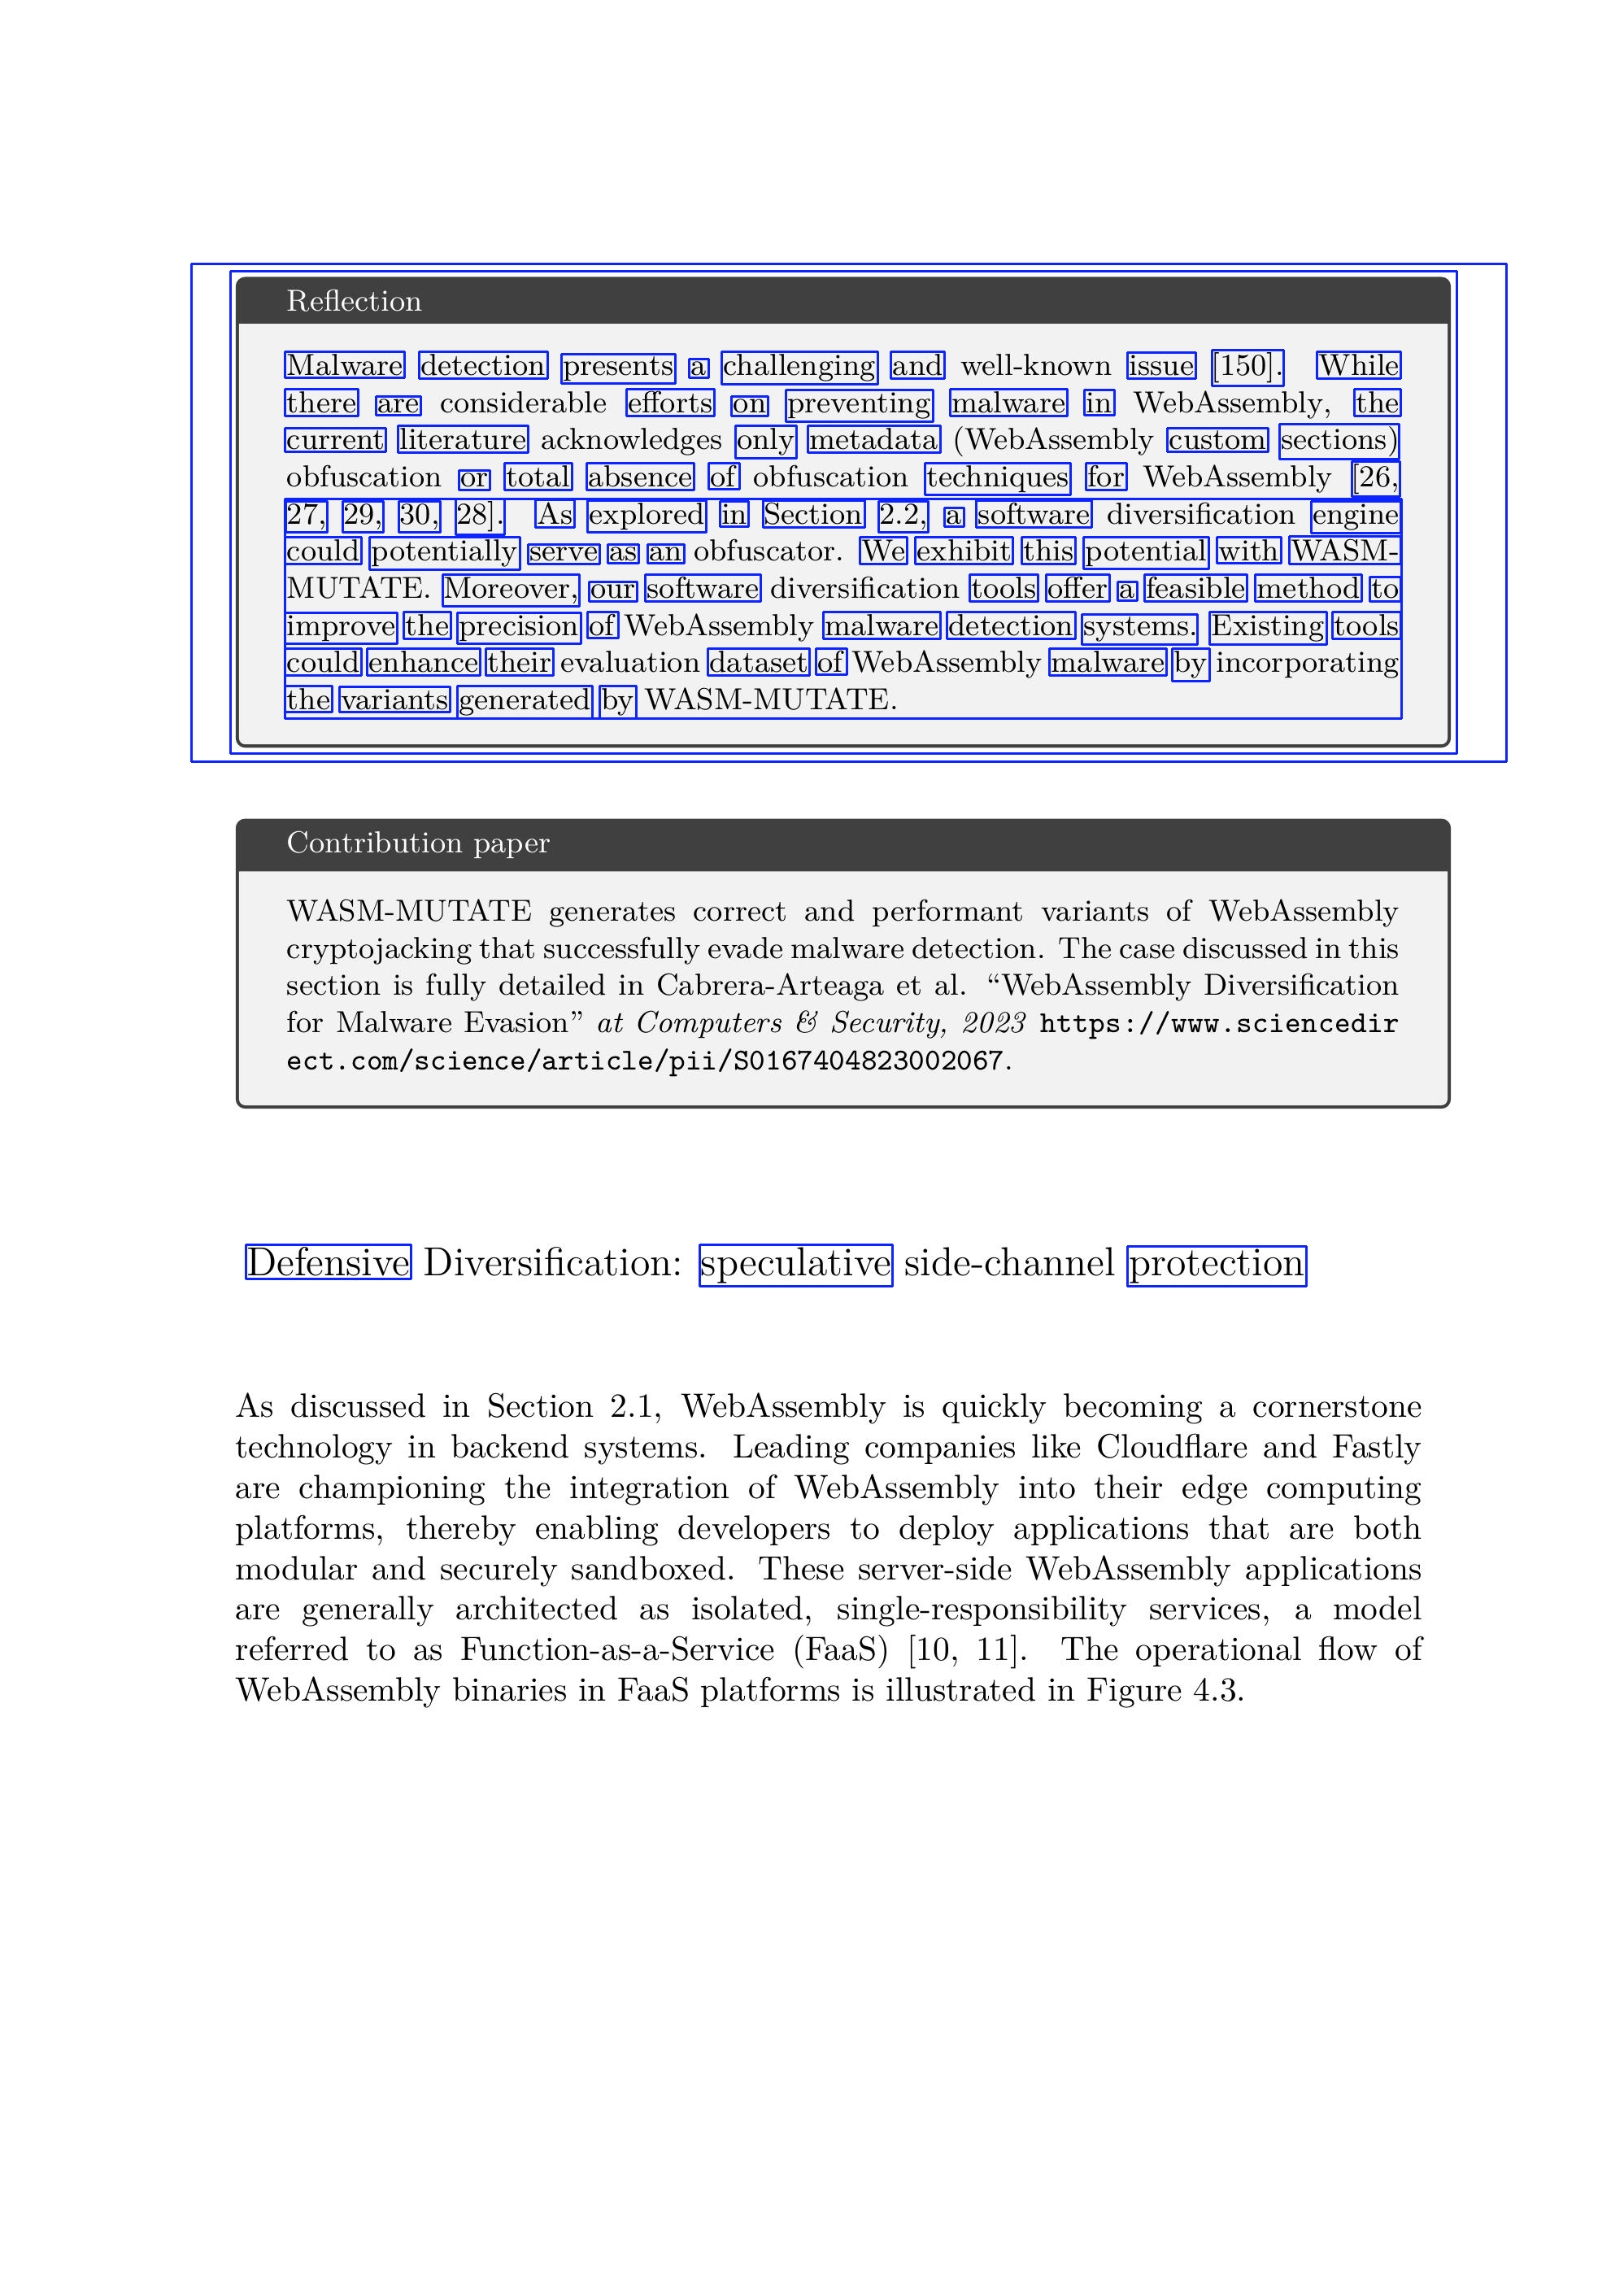 Reflection
Malware detection presents a challenging and well-known issue [150]. While
there are considerable efforts on preventing malware in WebAssembly, the
current literature acknowledges only metadata (WebAssembly custom sections)
obfuscation or total absence of obfuscation techniques for WebAssembly [26,
27, 29, 30, 28]. As explored in Section 2.2, a software diversification engine
could potentially serve as an obfuscator. We exhibit this potential with WASM-
MUTATE. Moreover, our software diversification tools offer a feasible method to
improve the precision of WebAssembly malware detection systems. Existing tools
could enhance their evaluation dataset of WebAssembly malware by incorporating
the variants generated by WASM-MUTATE.
Contribution paper
WASM-MUTATE generates correct and performant variants of WebAssembly
cryptojacking that successfully evade malware detection. The case discussed in this
section is fully detailed in Cabrera-Arteaga et al. “WebAssembly Diversification
for Malware Evasion” at Computers & Security, 2023 https://www.sciencedir
ect.com/science/article/pii/S0167404823002067.
Defensive Diversification: speculative side-channel protection
As discussed in Section 2.1, WebAssembly is quickly becoming a cornerstone
technology in backend systems. Leading companies like Cloudflare and Fastly
are championing the integration of WebAssembly into their edge computing
platforms, thereby enabling developers to deploy applications that are both
modular and securely sandboxed. These server-side WebAssembly applications
are generally architected as isolated, single-responsibility services, a model
referred to as Function-as-a-Service (FaaS) [10, 11]. The operational flow of
WebAssembly binaries in FaaS platforms is illustrated in Figure 4.3.